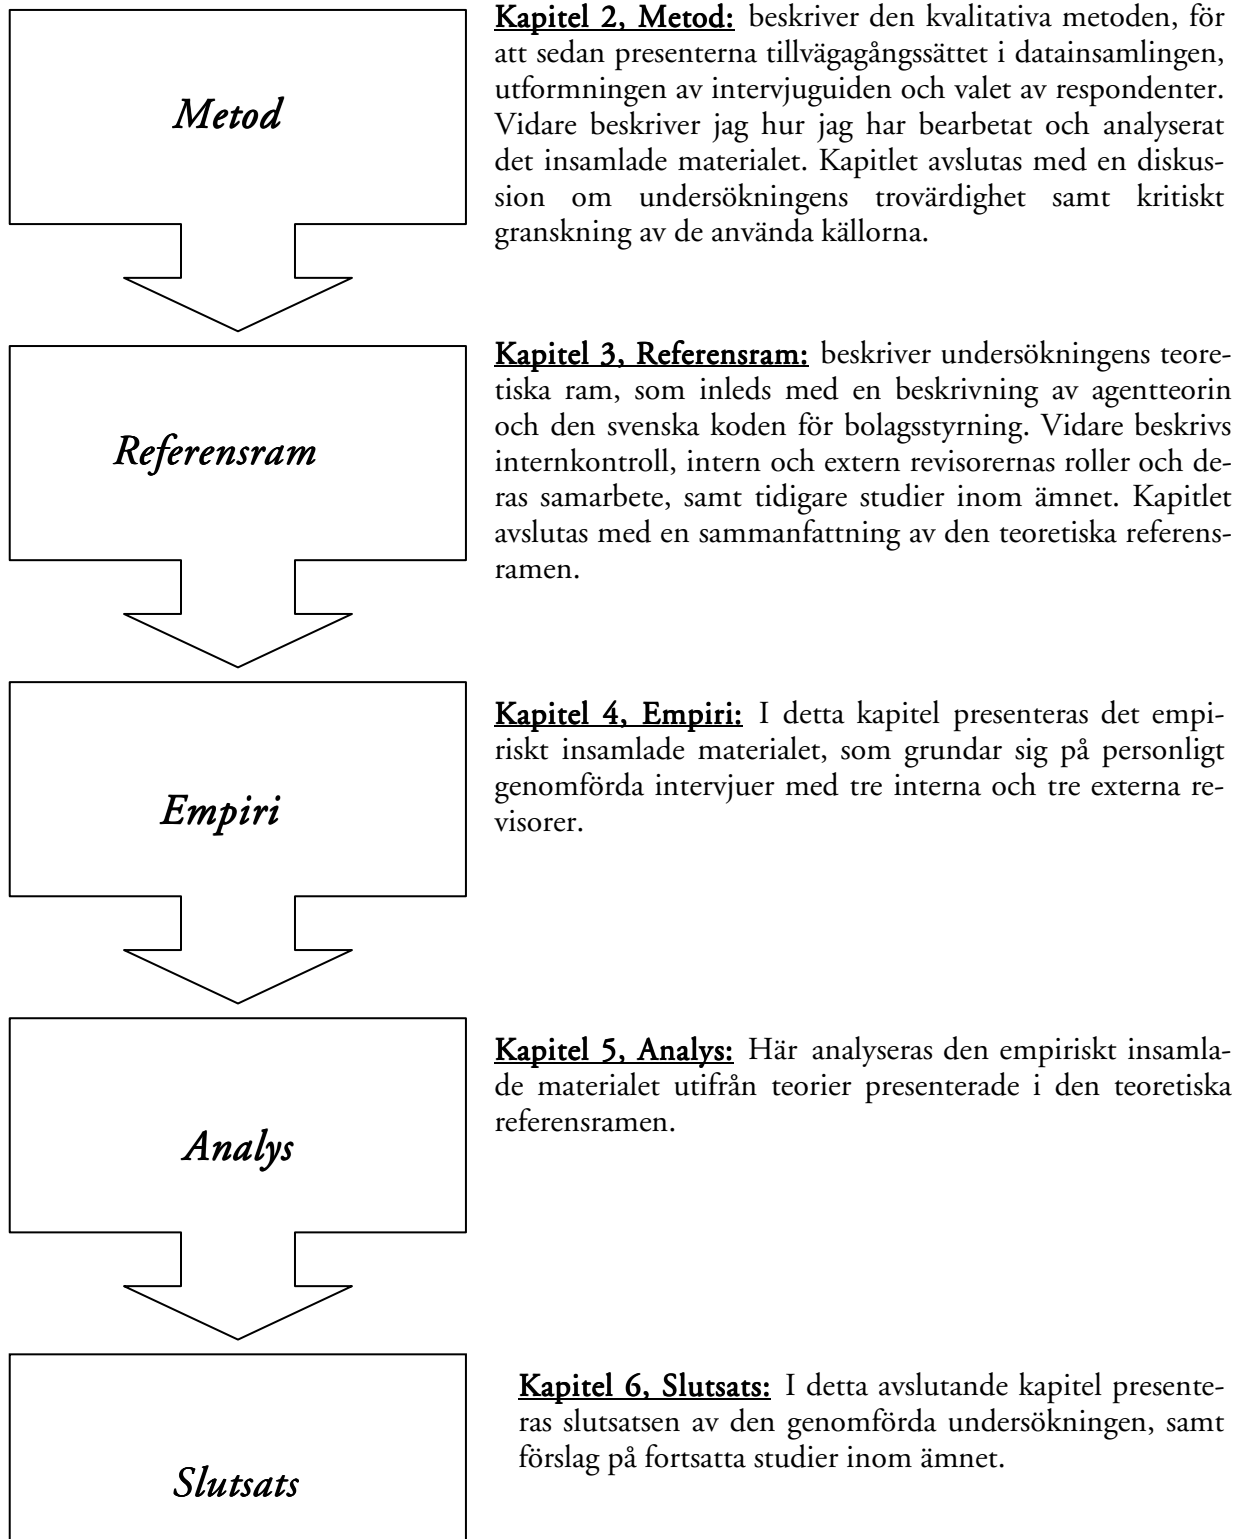 Metod
Kapitel 2, Metod: beskriver den kvalitativa metoden, för
att sedan presenterna tillvägagångssättet i datainsamlingen,
utformningen av intervjuguiden och valet av respondenter.
Vidare beskriver jag hur jag har bearbetat och analyserat
det insamlade materialet. Kapitlet avslutas med en diskus-
sion om undersökningens trovärdighet samt kritiskt
granskning av de använda källorna.
Referensram
Kapitel 3, Referensram: beskriver undersökningens teore-
tiska ram, som inleds med en beskrivning av agentteorin
och den svenska koden för bolagsstyrning. Vidare beskrivs
internkontroll, intern och extern revisorernas roller och de-
ras samarbete, samt tidigare studier inom ämnet. Kapitlet
avslutas med en sammanfattning av den teoretiska referens-
ramen.
Empiri
Kapitel 4, Empiri: I detta kapitel presenteras det empi-
riskt insamlade materialet, som grundar sig på personligt
genomförda intervjuer med tre interna och tre externa re-
visorer.
Analys
Kapitel 5, Analys: Här analyseras den empiriskt insamla-
de materialet utifrån teorier presenterade i den teoretiska
referensramen.
Slutsats
Kapitel 6, Slutsats: I detta avslutande kapitel presente-
ras slutsatsen av den genomförda undersökningen, samt
förslag på fortsatta studier inom ämnet.